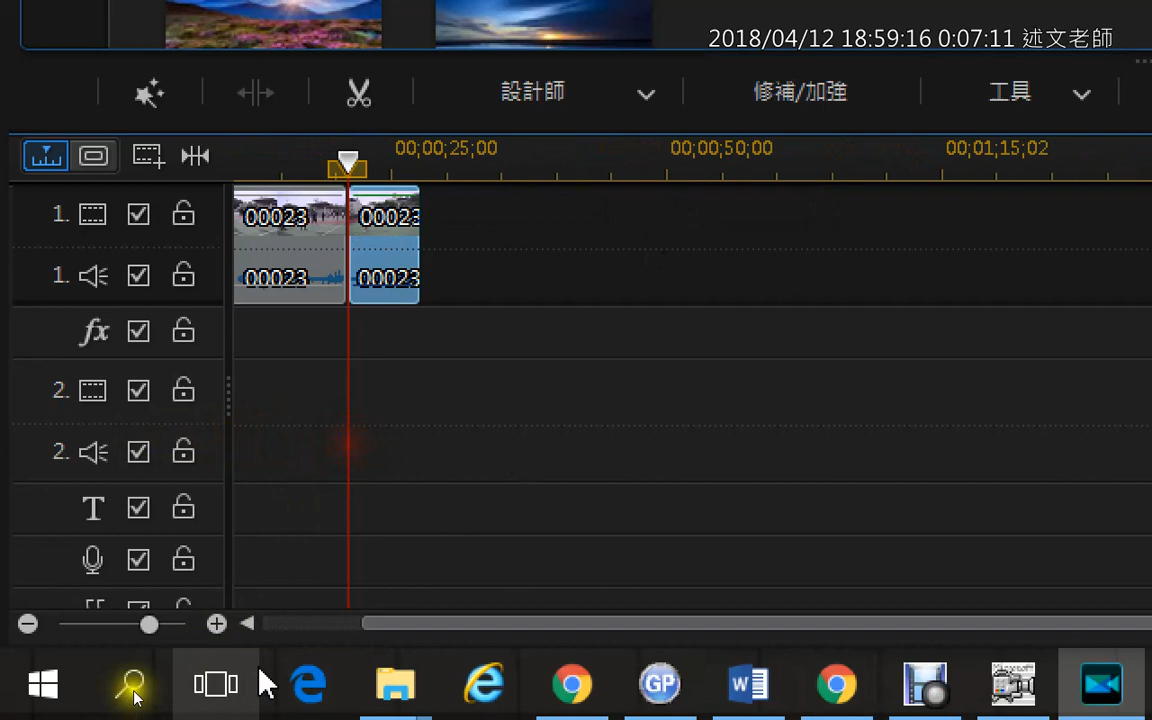 2018/04/12 18:59:16 0:07:11 述文老師
設計師 修補/加強 工具
00;00;25;00 00;00;50;00 00;01;15;02
1. 00023 00023
1. 00023 00023
fx
2.
2.
T
GP W